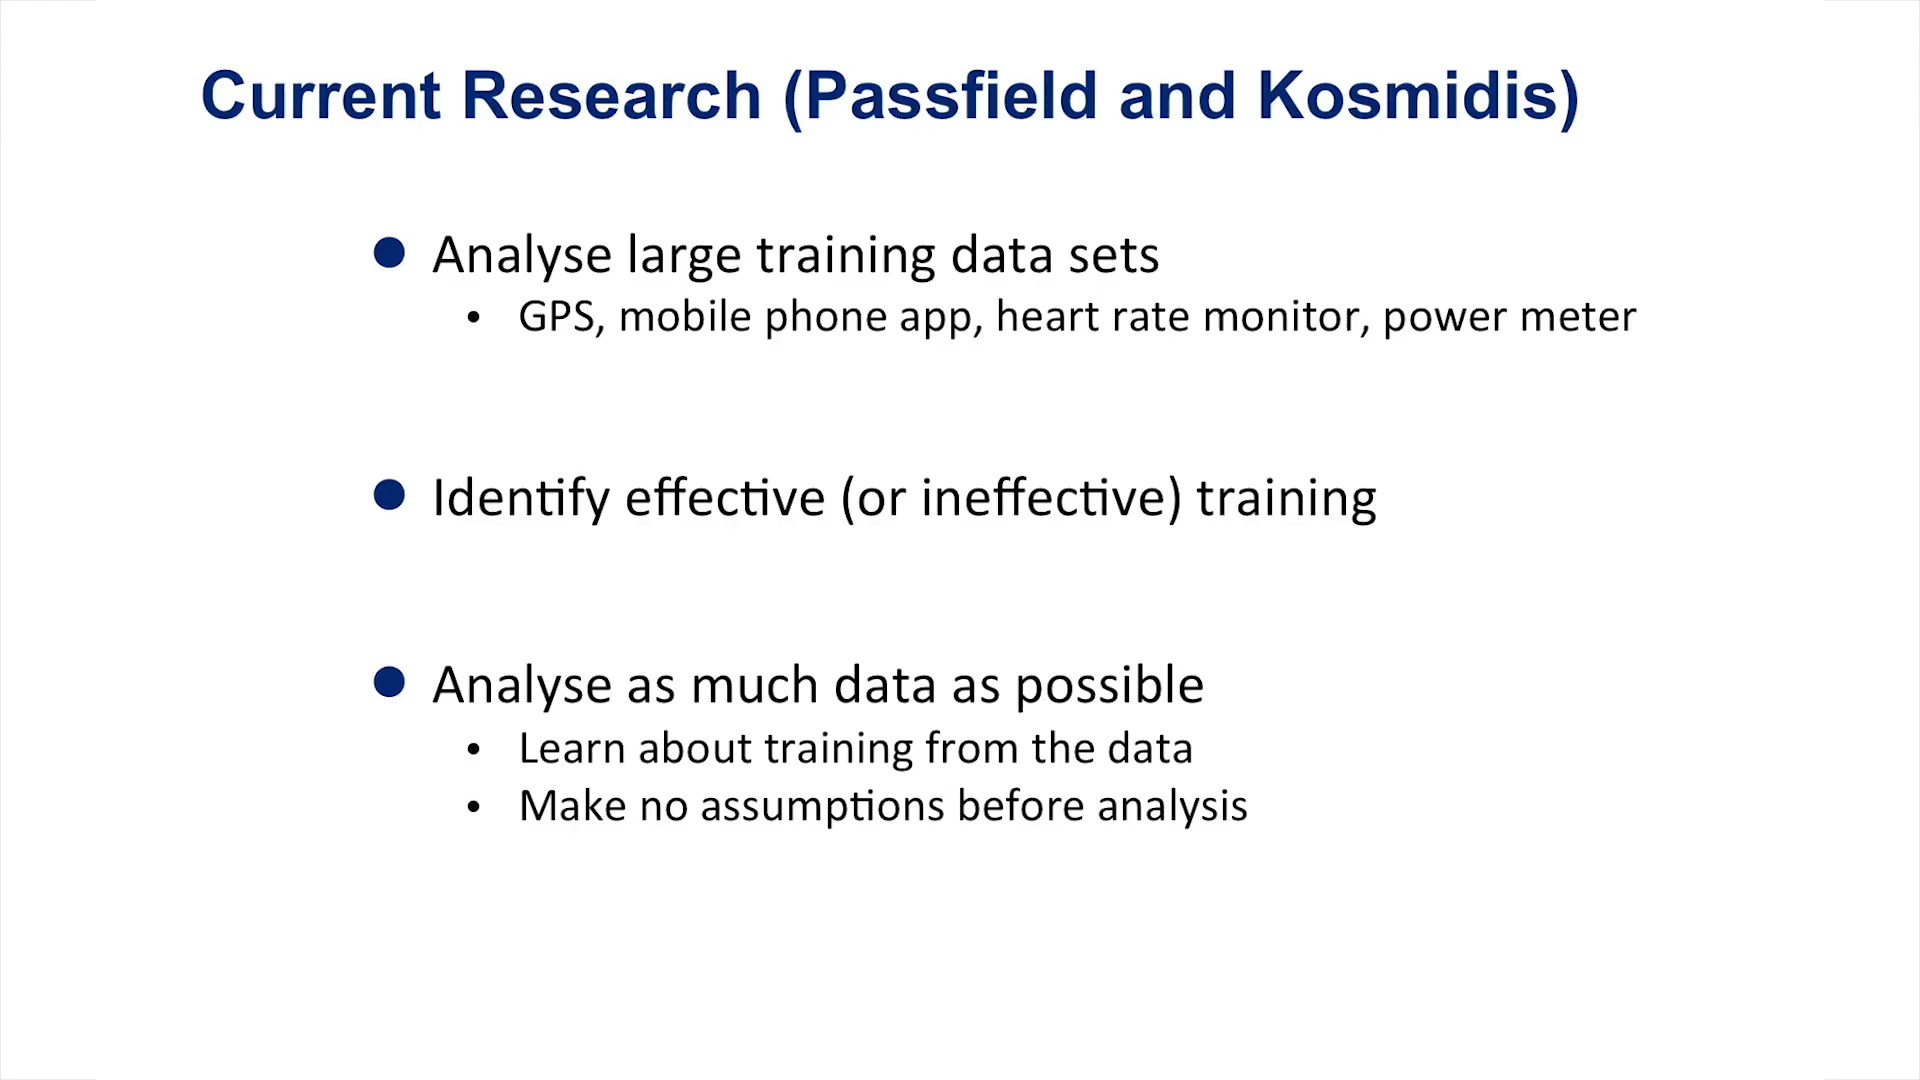 Current Research (Passfield and Kosmidis)
● Analyse large training data sets
• GPS, mobile phone app, heart rate monitor, power meter
● Identify effective (or ineffective) training
● Analyse as much data as possible
• Learn about training from the data
• Make no assumptions before analysis